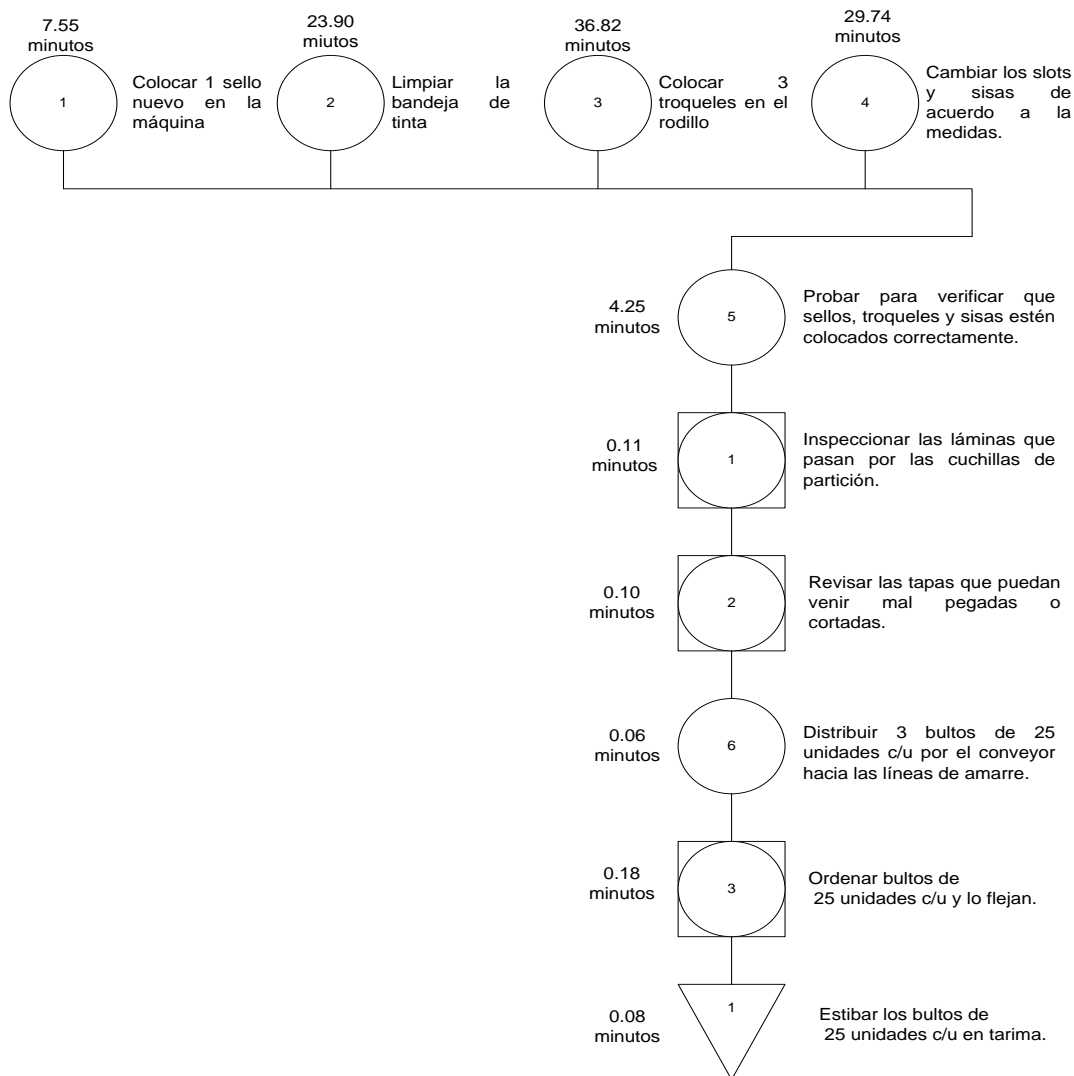 7.55
minutos
1
Colocar 1 sello
nuevo en la
máquina
23.90
miutos
2
Limpiar la
bandeja de
tinta
36.82
minutos
3
Colocar 3
troqueles en el
rodillo
29.74
minutos
4
Cambiar los slots
y sisas de
acuerdo a la
medidas.
4.25
minutos
5
Probar para verificar que
sellos, troqueles y sisas estén
colocados correctamente.
0.11
minutos
1
Inspeccionar las láminas que
pasan por las cuchillas de
partición.
0.10
minutos
2
Revisar las tapas que puedan
venir mal pegadas o
cortadas.
0.06
minutos
6
Distribuir 3 bultos de 25
unidades c/u por el conveyor
hacia las líneas de amarre.
0.18
minutos
3
Ordenar bultos de
25 unidades c/u y lo flejan.
0.08
minutos
1
Estibar los bultos de
25 unidades c/u en tarima.